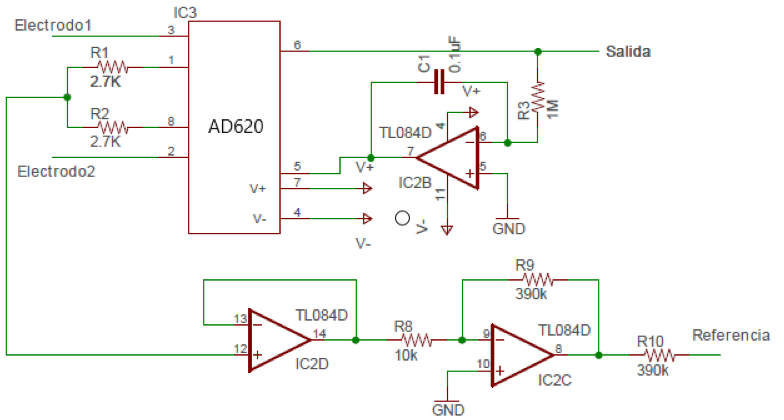 IC3
Electrodo1
3
1
8
2
R1
2.7K
R2
2.7K
Electrodo2
AD620
6
5
7
4
V+
V-
V+
V-
C1
0.1uF
V+
Salida
R3
1M
TL084D
4
6
5
7
11
IC2B
V-
GND
13
12
14
TL084D
IC2D
R8
10k
R9
390k
9
10
8
TL084D
IC2C
GND
R10
390k
Referencia